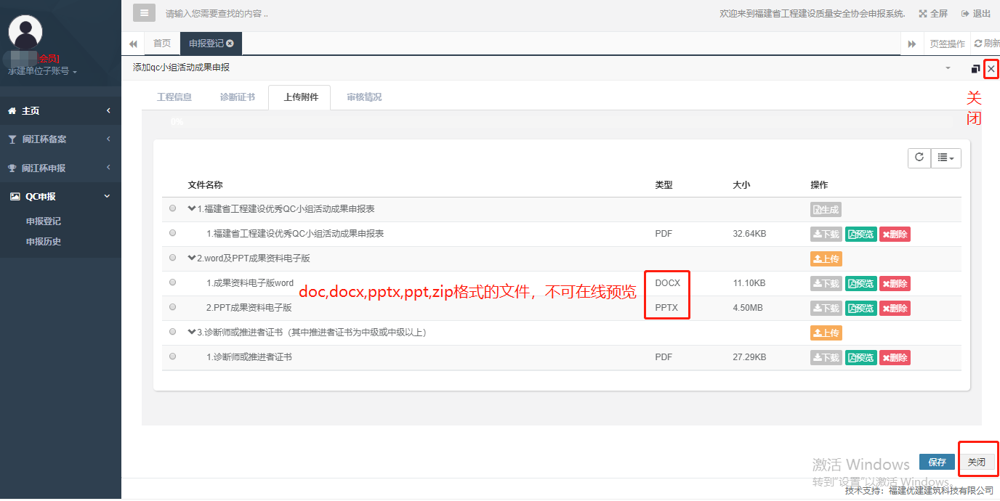 请输入您需要查找的内容 ..
欢迎来到福建省工程建设质量安全协会申报系统.
全屏
退出
会员]
承建单位子账号
首页
申报登记
页签操作
刷新
添加qc小组活动成果申报
关闭
工程信息
诊断证书
上传附件
审核情况
0%
主页
闽江杯备案
闽江杯申报
QC申报
申报登记
申报历史
文件名称 类型 大小 操作
1.福建省工程建设优秀QC小组活动成果申报表 生成
1.福建省工程建设优秀QC小组活动成果申报表 PDF 32.64KB 下载 预览 删除
2.word及PPT成果资料电子版 上传
1.成果资料电子版word DOCX 11.10KB 下载 预览 删除
doc,docx,pptx,ppt,zip格式的文件，不可在线预览
2.PPT成果资料电子版 PPTX 4.50MB 下载 预览 删除
3.诊断师或推进者证书（其中推进者证书为中级或中级以上） 上传
1.诊断师或推进者证书 PDF 27.29KB 下载 预览 删除
保存
关闭
激活 Windows
转到"设置"以激活 Windows。
技术支持：福建优建建筑科技有限公司